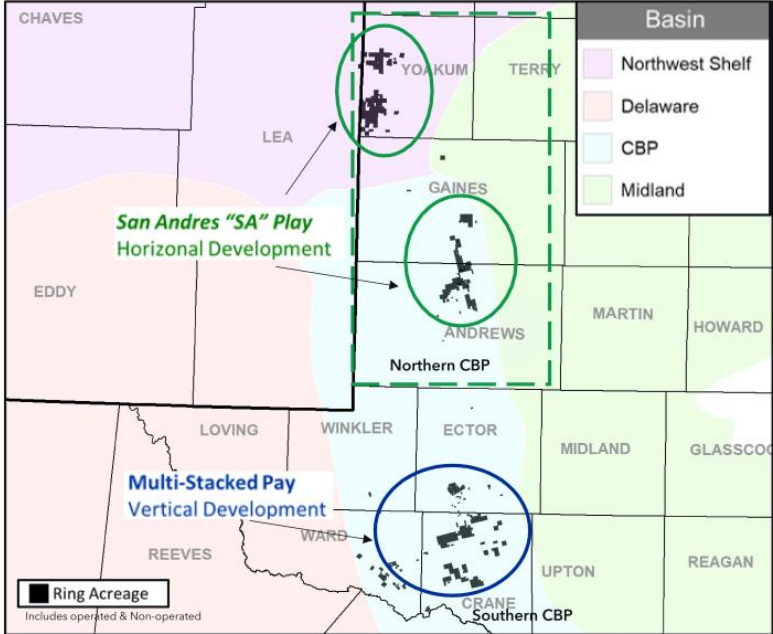 CHAVES
Basin
Northwest Shelf
Delaware
CBP
Midland
YOAKUM
TERRY
LEA
GAINES
San Andres “SA” Play
Horizonal Development
EDDY
MARTIN
HOWARD
ANDREWS
Northern CBP
LOVING
WINKLER
ECTOR
MIDLAND
GLASSCOC
Multi-Stacked Pay
Vertical Development
WARD
REEVES
UPTON
REAGAN
Ring Acreage
CRANE
Includes operated & Non-operated
Southern CBP